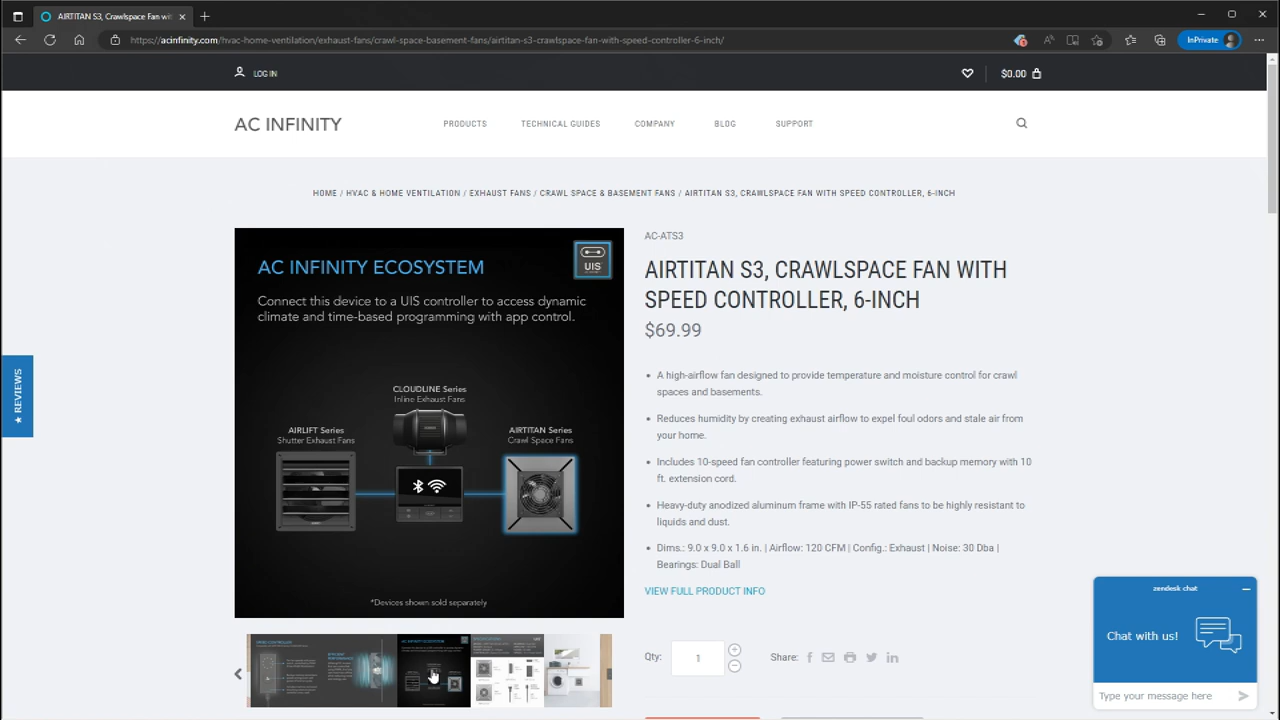 AIRTITAN S3, Crawlspace Fan wit
https://acinfinity.com/hvac-home-ventilation/exhaust-fans/crawl-space-basement-fans/airtitan-s3-crawlspace-fan-with-speed-controller-6-inch/
InPrivate
LOG IN
$0.00
AC INFINITY
PRODUCTS
TECHNICAL GUIDES
COMPANY
BLOG
SUPPORT
HOME / HVAC & HOME VENTILATION / EXHAUST FANS / CRAWL SPACE & BASEMENT FANS / AIRTITAN S3, CRAWLSPACE FAN WITH SPEED CONTROLLER, 6-INCH
AC INFINITY ECOSYSTEM
UIS
Connect this device to a UIS controller to access dynamic
climate and time-based programming with app control.
CLOUDLINE Series
Inline Exhaust Fans
AIRLIFT Series
Shutter Exhaust Fans
AIRTITAN Series
Crawl Space Fans
*Devices shown sold separately
★ REVIEWS
AC-ATS3
AIRTITAN S3, CRAWLSPACE FAN WITH
SPEED CONTROLLER, 6-INCH
$69.99
• A high-airflow fan designed to provide temperature and moisture control for crawl
spaces and basements.
• Reduces humidity by creating exhaust airflow to expel foul odors and stale air from
your home.
• Includes 10-speed fan controller featuring power switch and backup memory with 10
ft. extension cord.
• Heavy-duty anodized aluminum frame with IP-55 rated fans to be highly resistant to
liquids and dust.
• Dims.: 9.0 x 9.0 x 1.6 in. | Airflow: 120 CFM | Config.: Exhaust | Noise: 30 Dba |
Bearings: Dual Ball
VIEW FULL PRODUCT INFO
Qty:
1
Share:
zendesk chat
Chat with us!
Type your message here
AC INFINITY ECOSYSTEM